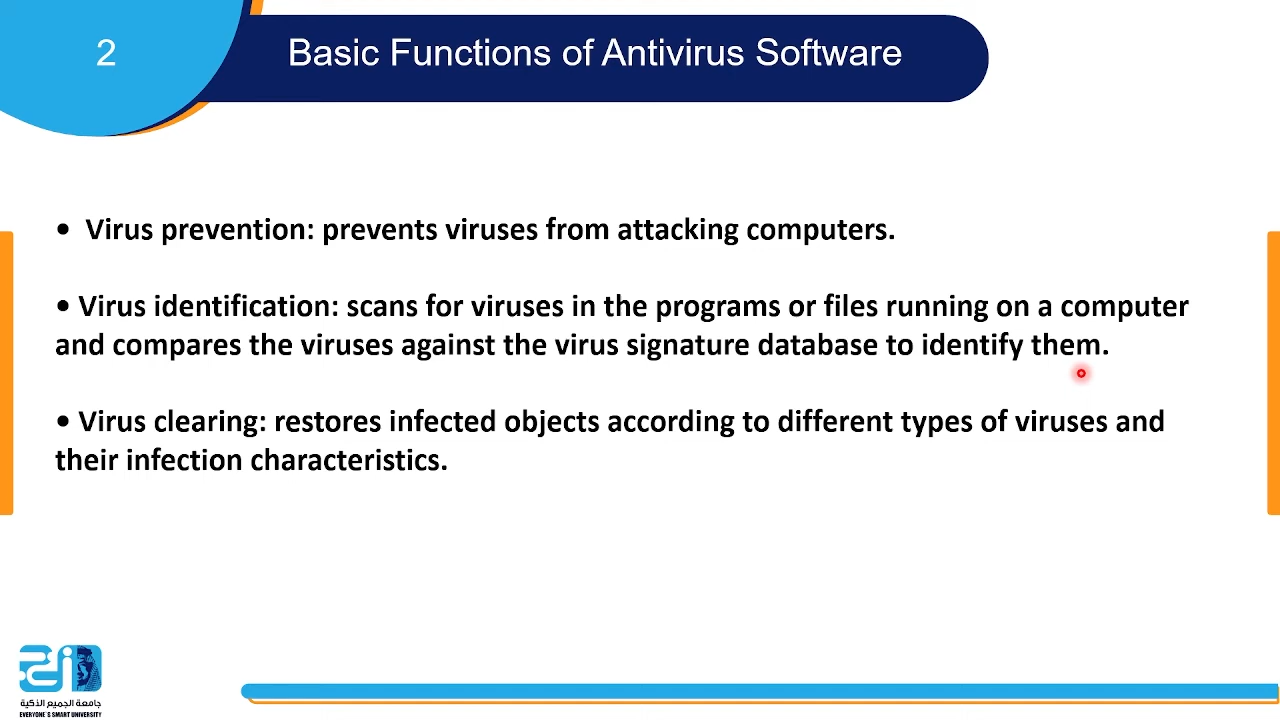 2
Basic Functions of Antivirus Software
• Virus prevention: prevents viruses from attacking computers.
• Virus identification: scans for viruses in the programs or files running on a computer
and compares the viruses against the virus signature database to identify them.
• Virus clearing: restores infected objects according to different types of viruses and
their infection characteristics.
جامعة الجميع الذكية
EVERYONE'S SMART UNIVERSITY